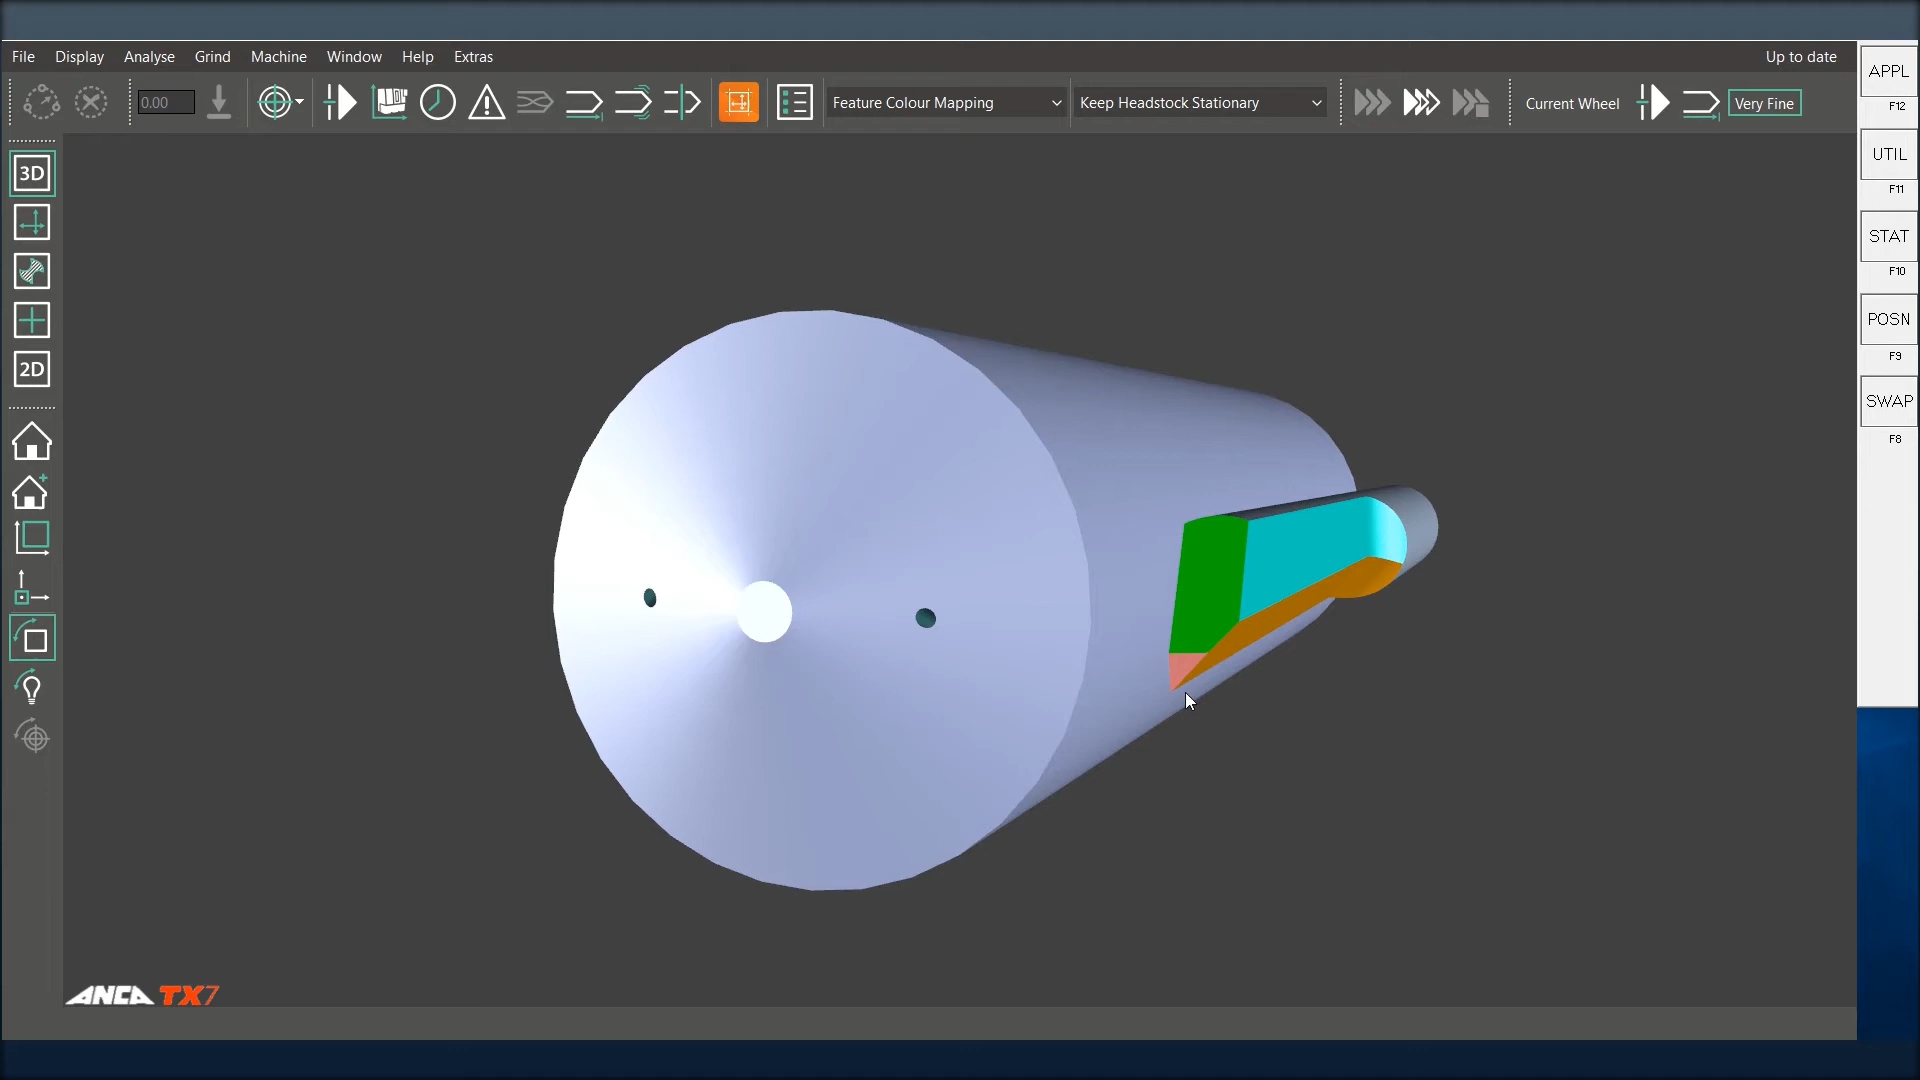 File Display Analyse Grind Machine Window Help Extras Up to date
0.00 Feature Colour Mapping Keep Headstock Stationary Current Wheel Very Fine
3D
2D
APPL
F12
UTIL
F11
STAT
F10
POSN
F9
SWAP
F8
ANCA TX7